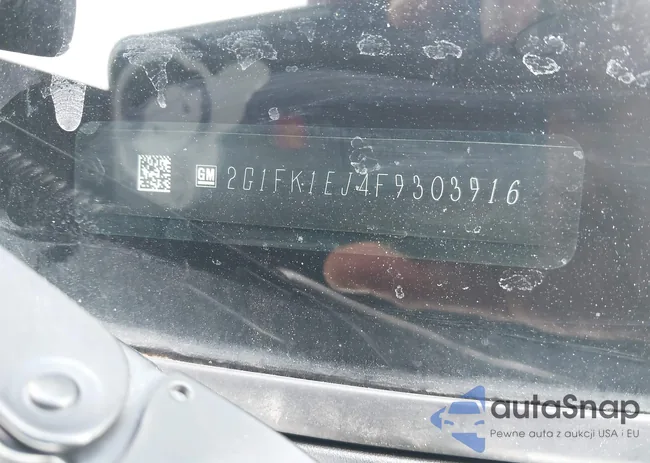 GM 2G1FK1EJ4F9303916
autaSnap
Pewne auta z aukcji USA i EU